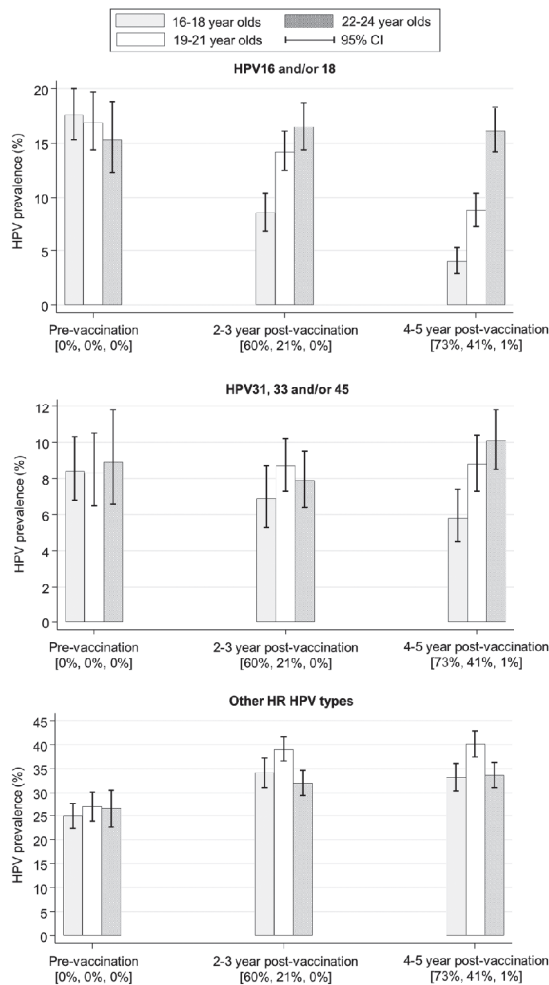 16-18 year olds 22-24 year olds
19-21 year olds 95% CI
HPV16 and/or 18
HPV prevalence (%)
20
15
10
5
0
Pre-vaccination 2-3 year post-vaccination 4-5 year post-vaccination
[0%, 0%, 0%] [60%, 21%, 0%] [73%, 41%, 1%]
HPV31, 33 and/or 45
HPV prevalence (%)
12
10
8
6
4
2
0
Pre-vaccination 2-3 year post-vaccination 4-5 year post-vaccination
[0%, 0%, 0%] [60%, 21%, 0%] [73%, 41%, 1%]
Other HR HPV types
HPV prevalence (%)
45
40
35
30
25
20
15
10
5
0
Pre-vaccination 2-3 year post-vaccination 4-5 year post-vaccination
[0%, 0%, 0%] [60%, 21%, 0%] [73%, 41%, 1%]